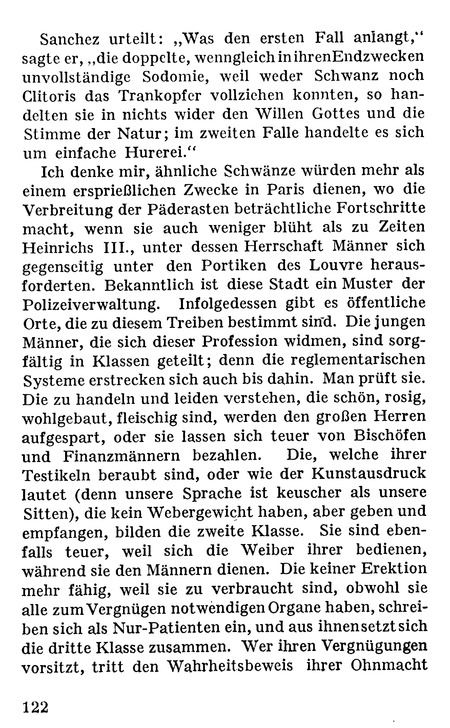 Sanchez urteilt: „Was den ersten Fall anlangt,“
sagte er, „die doppelte, wenngleich in ihren Endzwecken
unvollständige Sodomie, weil weder Schwanz noch
Clitoris das Trankopfer vollziehen konnten, so han-
delten sie in nichts wider den Willen Gottes und die
Stimme der Natur; im zweiten Falle handelte es sich
um einfache Hurerei.“
Ich denke mir, ähnliche Schwänze würden mehr als
einem ersprießlichen Zwecke in Paris dienen, wo die
Verbreitung der Päderasten beträchtliche Fortschritte
macht, wenn sie auch weniger blüht als zu Zeiten
Heinrichs III., unter dessen Herrschaft Männer sich
gegenseitig unter den Portiken des Louvre heraus-
forderten. Bekanntlich ist diese Stadt ein Muster der
Polizeiverwaltung. Infolgedessen gibt es öffentliche
Orte, die zu diesem Treiben bestimmt sind. Die jungen
Männer, die sich dieser Profession widmen, sind sorg-
fältig in Klassen geteilt; denn die reglementarischen
Systeme erstrecken sich auch bis dahin. Man prüft sie.
Die zu handeln und leiden verstehen, die schön, rosig,
wohlgebaut, fleischig sind, werden den großen Herren
aufgespart, oder sie lassen sich teuer von Bischöfen
und Finanzmännern bezahlen. Die, welche ihrer
Testikeln beraubt sind, oder wie der Kunstausdruck
lautet (denn unsere Sprache ist keuscher als unsere
Sitten), die kein Webergewicht haben, aber geben und
empfangen, bilden die zweite Klasse. Sie sind eben-
falls teuer, weil sich die Weiber ihrer bedienen,
während sie den Männern dienen. Die keiner Erektion
mehr fähig, weil sie zu verbraucht sind, obwohl sie
alle zum Vergnügen notwendigen Organe haben, schrei-
ben sich als Nur-Patienten ein, und aus ihnen setzt sich
die dritte Klasse zusammen. Wer ihren Vergnügungen
vorsitzt, tritt den Wahrheitsbeweis ihrer Ohnmacht
122